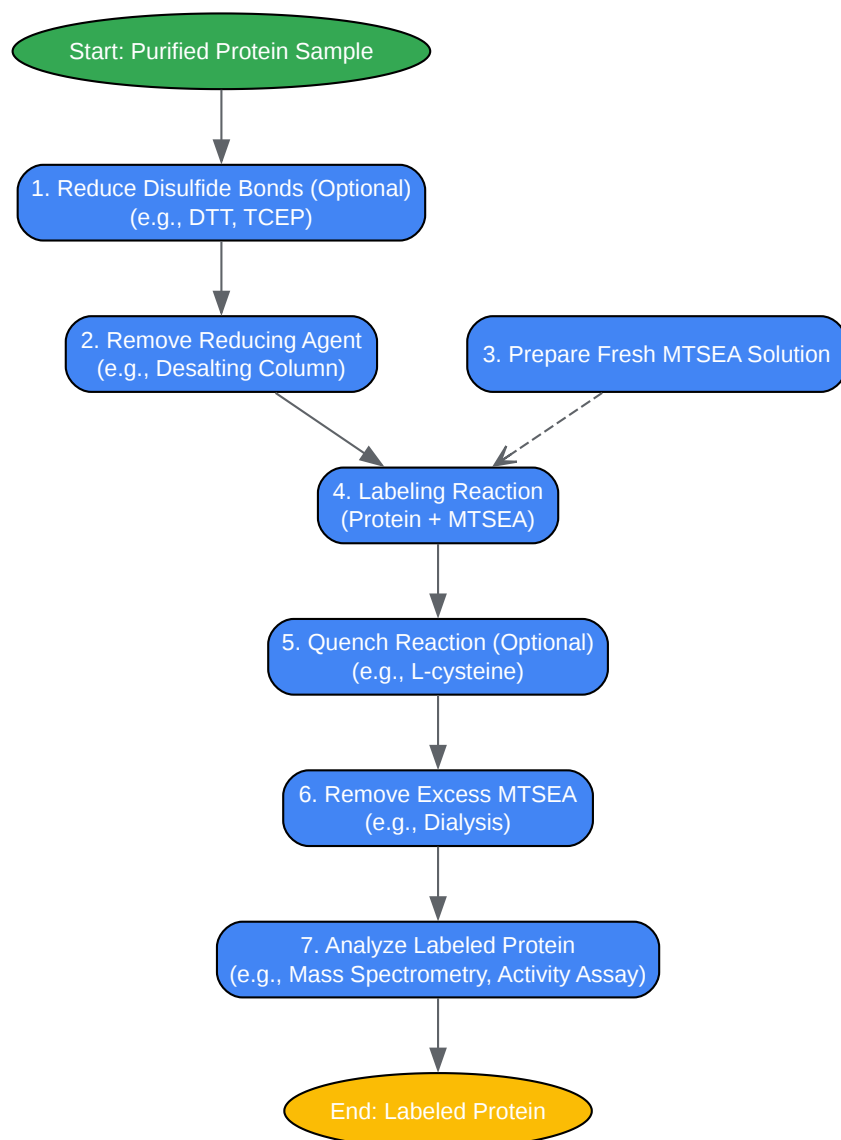 Start: Purified Protein Sample
1. Reduce Disulfide Bonds (Optional)
(e.g., DTT, TCEP)
2. Remove Reducing Agent
(e.g., Desalting Column)
3. Prepare Fresh MTSEA Solution
4. Labeling Reaction
(Protein + MTSEA)
5. Quench Reaction (Optional)
(e.g., L-cysteine)
6. Remove Excess MTSEA
(e.g., Dialysis)
7. Analyze Labeled Protein
(e.g., Mass Spectrometry, Activity Assay)
End: Labeled Protein